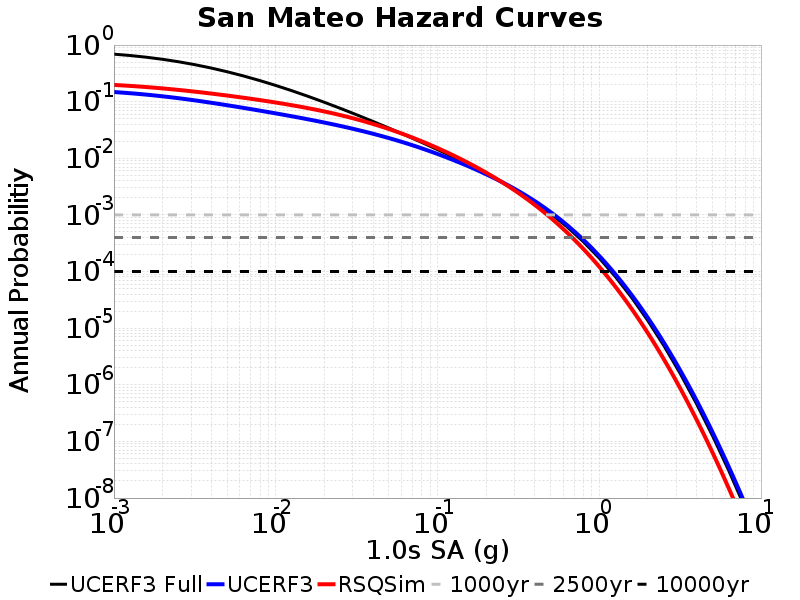 San Mateo Hazard Curves
Annual Probabilitiy
10^0
10^-1
10^-2
10^-3
10^-4
10^-5
10^-6
10^-7
10^-8
10^-3 10^-2 10^-1 10^0 10^1
1.0s SA (g)
UCERF3 Full UCERF3 RSQSim 1000yr 2500yr 10000yr